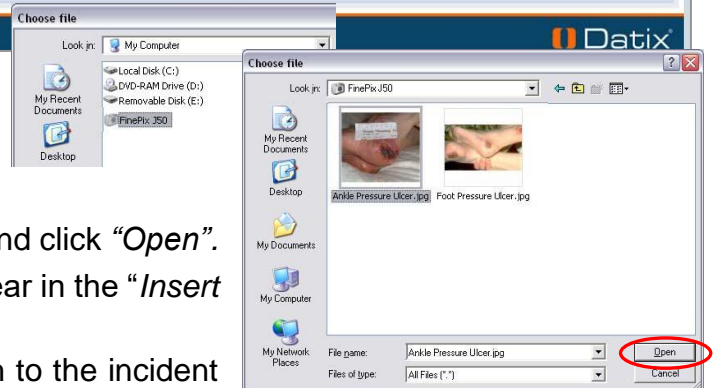 Choose file
Look in: My Computer
My Recent Documents
Desktop
Local Disk (C:)
DVD-RAM Drive (D:)
Removable Disk (E:)
FinePix J50
Datix
Choose file
Look in: FinePix J50
My Recent Documents
Desktop
My Documents
My Computer
My Network Places
Ankle Pressure Ulcer.jpg Foot Pressure Ulcer.jpg
File name: Ankle Pressure Ulcer.jpg Open
Files of type: All Files (*.*) Cancel
nd click "Open".
ear in the "Insert
n to the incident